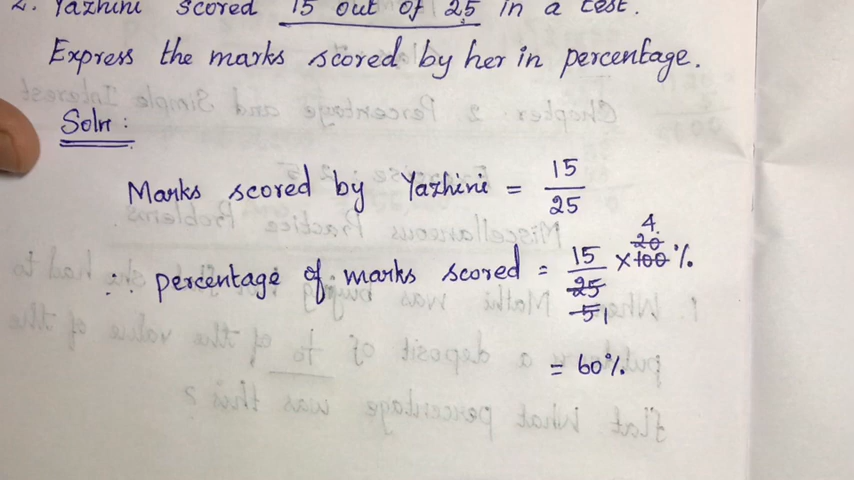 2. Yazhini scored 15 out of 25 in a test.
Express the marks scored by her in percentage.
Soln :
Marks scored by Yazhini = 15/25
∴ percentage of marks scored = 15/25 × 100 %
20
4
5 1
= 60%.